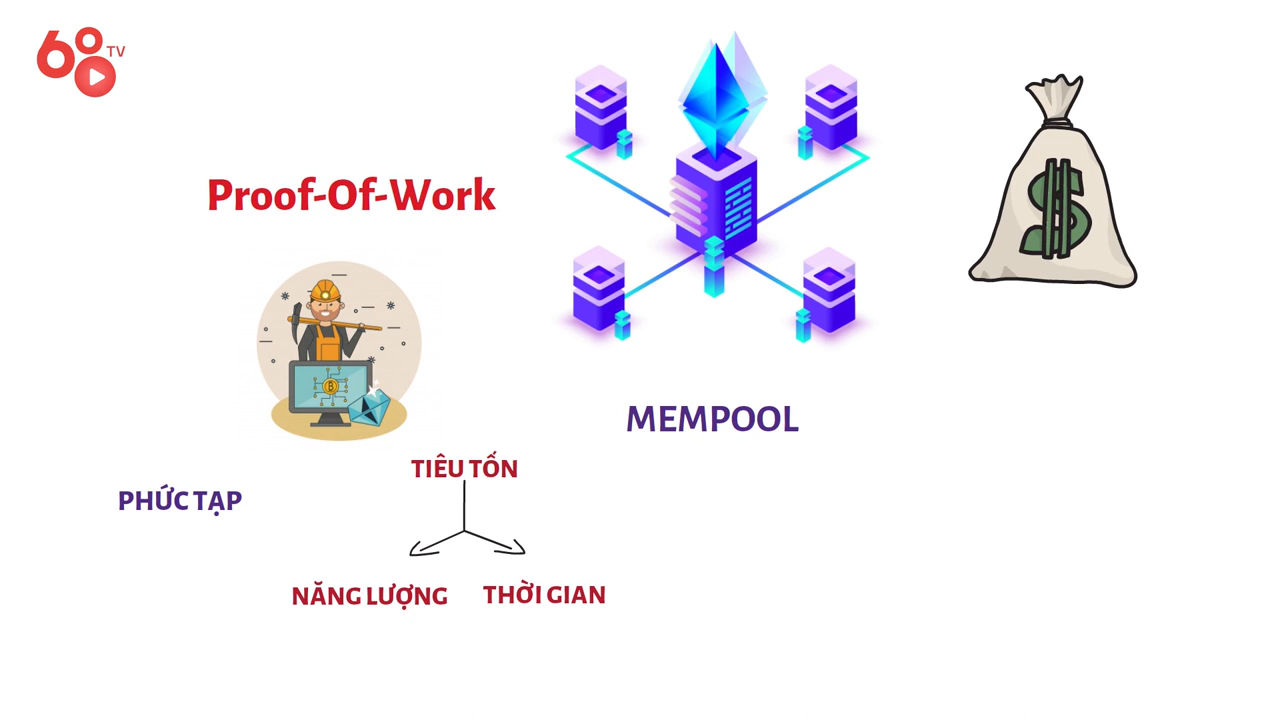 68 TV
Proof-Of-Work
MEMPOOL
TIÊU TỐN
PHỨC TẠP
NĂNG LƯỢNG
THỜI GIAN